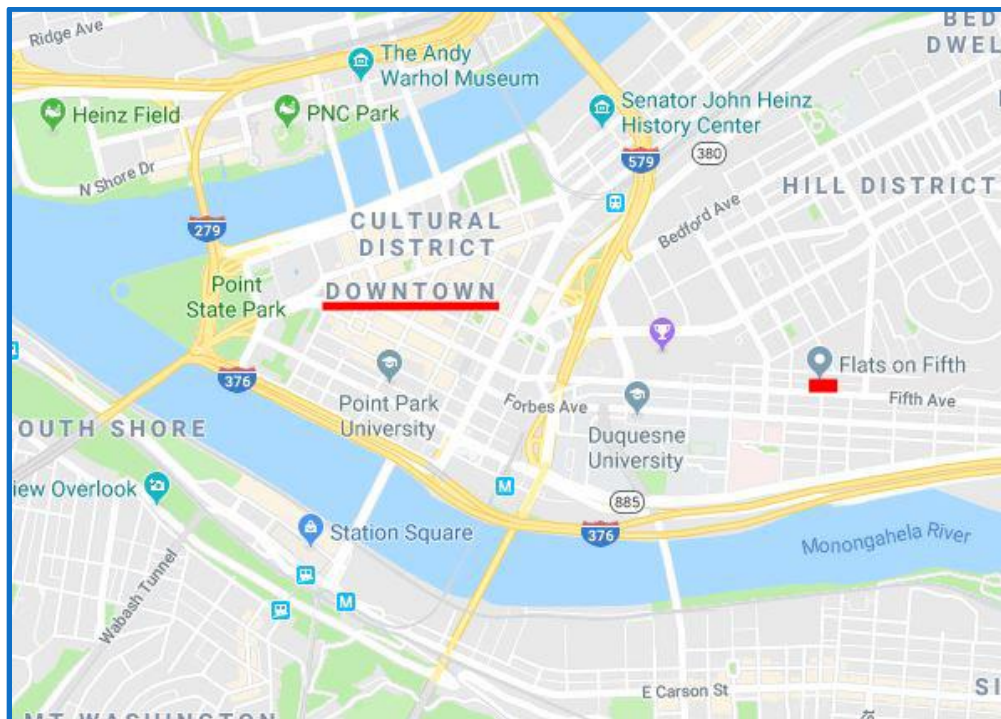 BED
DWEL
Ridge Ave
The Andy
Warhol Museum
Heinz Field
PNC Park
Senator John Heinz
History Center
579
380
N Shore Dr
HILL DISTRICT
279
CULTURAL
DISTRICT
Bedford Ave
Point
State Park
DOWNTOWN
Flats on Fifth
376
Fifth Ave
Point Park
University
Forbes Ave
OUTH SHORE
Duquesne
University
iew Overlook
M
885
Station Square
376
Monongahela River
Wabash Tunnel
M
E Carson St
SI
MT WASHINGTON